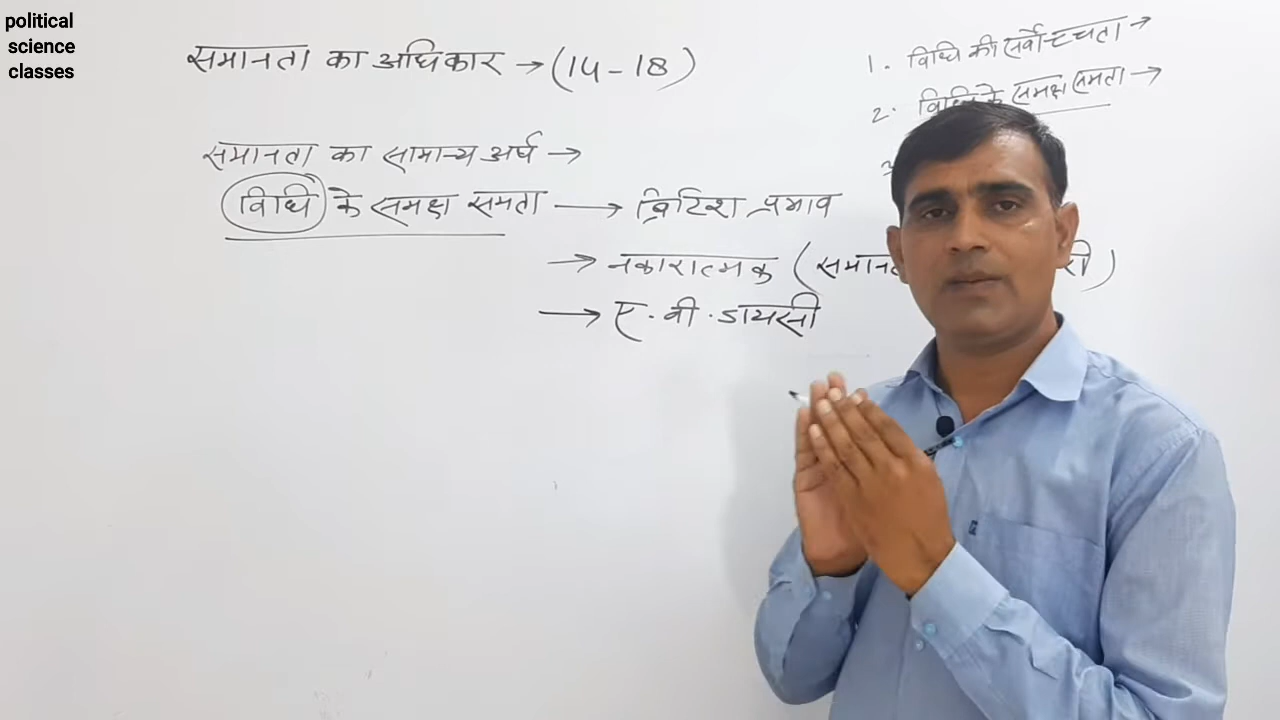 political
science
classes
समानता का अधिकार → (14-18)
समानता का सामान्य अर्थ →
विधि के समक्ष समता → ब्रिटिश प्रभाव
→ नकारात्मक (
→ ए. वी. डायसी
1. विधि की सर्वोच्चता →
2. विधि के समक्ष समता →